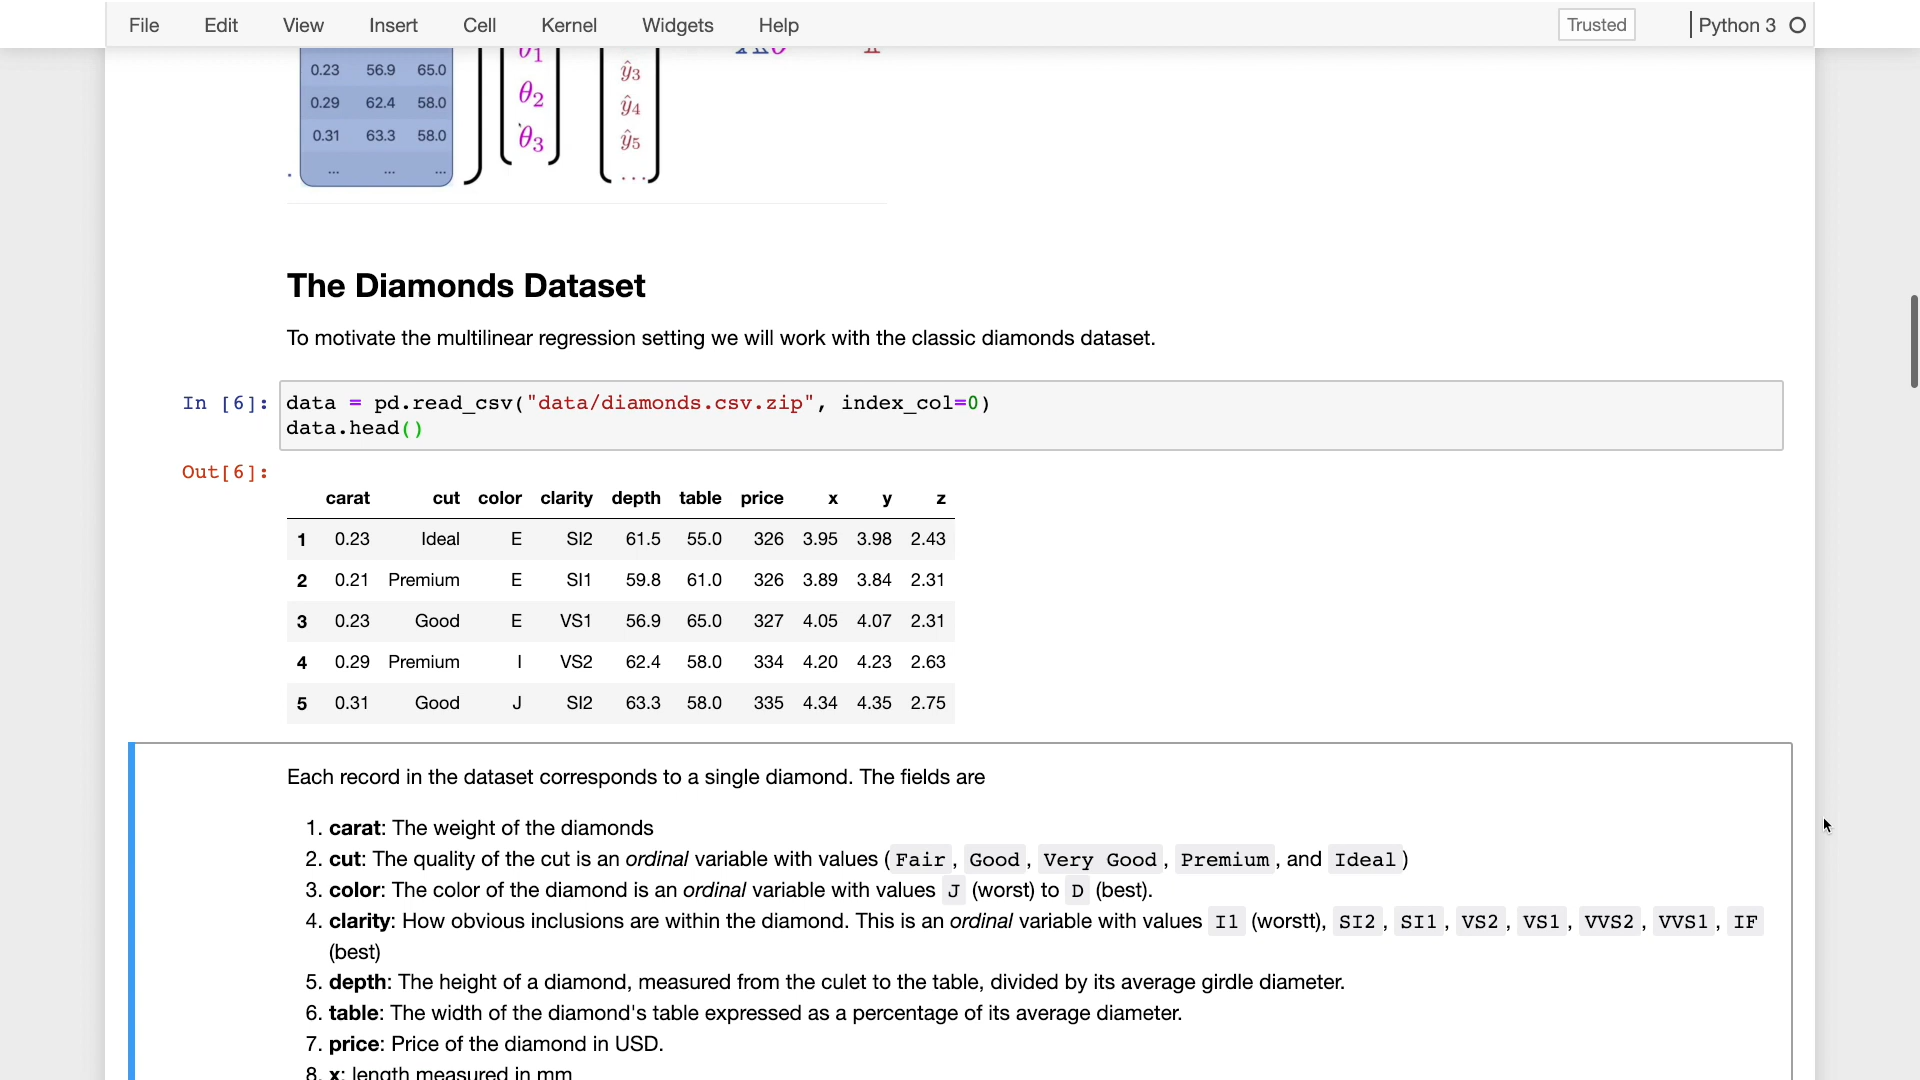 File Edit View Insert Cell Kernel Widgets Help Trusted Python 3
0.23 56.9 65.0 ŷ3
0.29 62.4 58.0 θ2 ŷ4
0.31 63.3 58.0 θ3 ŷ5
... ... ... ...
The Diamonds Dataset
To motivate the multilinear regression setting we will work with the classic diamonds dataset.
In [6]: data = pd.read_csv("data/diamonds.csv.zip", index_col=0)
data.head()
Out[6]:
carat cut color clarity depth table price x y z
1 0.23 Ideal E SI2 61.5 55.0 326 3.95 3.98 2.43
2 0.21 Premium E SI1 59.8 61.0 326 3.89 3.84 2.31
3 0.23 Good E VS1 56.9 65.0 327 4.05 4.07 2.31
4 0.29 Premium I VS2 62.4 58.0 334 4.20 4.23 2.63
5 0.31 Good J SI2 63.3 58.0 335 4.34 4.35 2.75
Each record in the dataset corresponds to a single diamond. The fields are
1. carat: The weight of the diamonds
2. cut: The quality of the cut is an ordinal variable with values (Fair, Good, Very Good, Premium, and Ideal)
3. color: The color of the diamond is an ordinal variable with values J (worst) to D (best).
4. clarity: How obvious inclusions are within the diamond. This is an ordinal variable with values I1 (worstt), SI2, SI1, VS2, VS1, VVS2, VVS1, IF
(best)
5. depth: The height of a diamond, measured from the culet to the table, divided by its average girdle diameter.
6. table: The width of the diamond's table expressed as a percentage of its average diameter.
7. price: Price of the diamond in USD.
8. x: length measured in mm